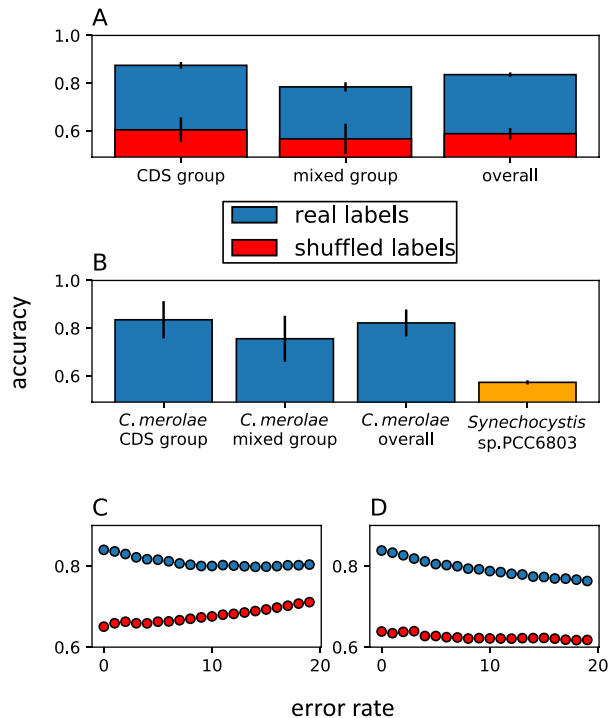 A
1.0
0.8
0.6
CDS group mixed group overall
real labels
shuffled labels
B
1.0
0.8
0.6
accuracy
C. merolae C. merolae C. merolae Synechocystis
CDS group mixed group overall sp.PCC6803
C D
0.8 0.8
0.6 0.6
0 10 20 0 10 20
error rate